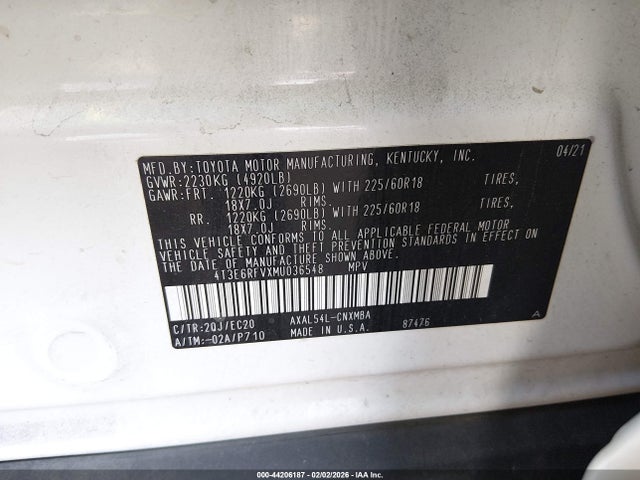 MFD.BY:TOYOTA MOTOR MANUFACTURING, KENTUCKY, INC. 04/21
GVWR:2230KG (4920LB)
GAWR:FRT. 1220KG (2690LB) WITH 225/60R18 TIRES,
18X7.0J RIMS.
RR. 1220KG (2690LB) WITH 225/60R18 TIRES,
18X7.0J RIMS.
THIS VEHICLE CONFORMS TO ALL APPLICABLE FEDERAL MOTOR
VEHICLE SAFETY AND THEFT PREVENTION STANDARDS IN EFFECT ON
THE DATE OF MANUFACTURE SHOWN ABOVE.
4T3E6RFVXMU036548 MPV
C/TR:2QJ/EC20 AXAL54L-CNXMBA 87476 A
A/TM:-02A/P710 MADE IN U.S.A.
000-44206187 - 02/02/2026 - IAA Inc.